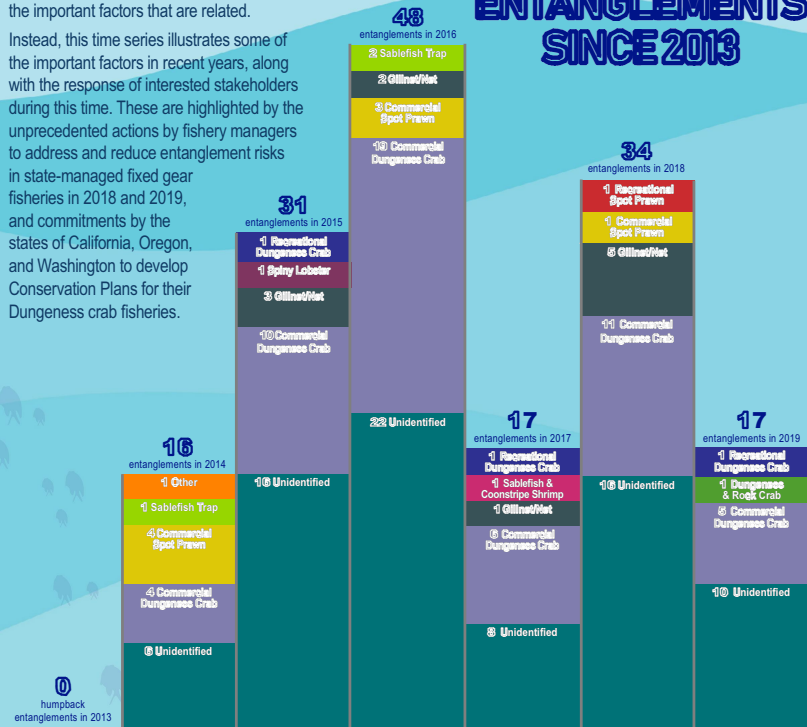 the important factors that are related.
Instead, this time series illustrates some of
the important factors in recent years, along
with the response of interested stakeholders
during this time. These are highlighted by the
unprecedented actions by fishery managers
to address and reduce entanglement risks
in state-managed fixed gear
fisheries in 2018 and 2019,
and commitments by the
states of California, Oregon,
and Washington to develop
Conservation Plans for their
Dungeness crab fisheries.
ENTANGLEMENTS
SINCE 2013
0
humpback
entanglements in 2013
16
entanglements in 2014
1 Other
1 Sablefish Trap
4 Commercial
Spot Prawn
4 Commercial
Dungeness Crab
6 Unidentified
31
entanglements in 2015
1 Recreational
Dungeness Crab
1 Spiny Lobster
3 Gillnet/Net
10 Commercial
Dungeness Crab
16 Unidentified
48
entanglements in 2016
2 Sablefish Trap
2 Gillnet/Net
3 Commercial
Spot Prawn
19 Commercial
Dungeness Crab
22 Unidentified
17
entanglements in 2017
1 Recreational
Dungeness Crab
1 Sablefish &
Coonstripe Shrimp
1 Gillnet/Net
6 Commercial
Dungeness Crab
8 Unidentified
34
entanglements in 2018
1 Recreational
Spot Prawn
1 Commercial
Spot Prawn
5 Gillnet/Net
11 Commercial
Dungeness Crab
16 Unidentified
17
entanglements in 2019
1 Recreational
Dungeness Crab
1 Dungeness
& Rock Crab
5 Commercial
Dungeness Crab
10 Unidentified